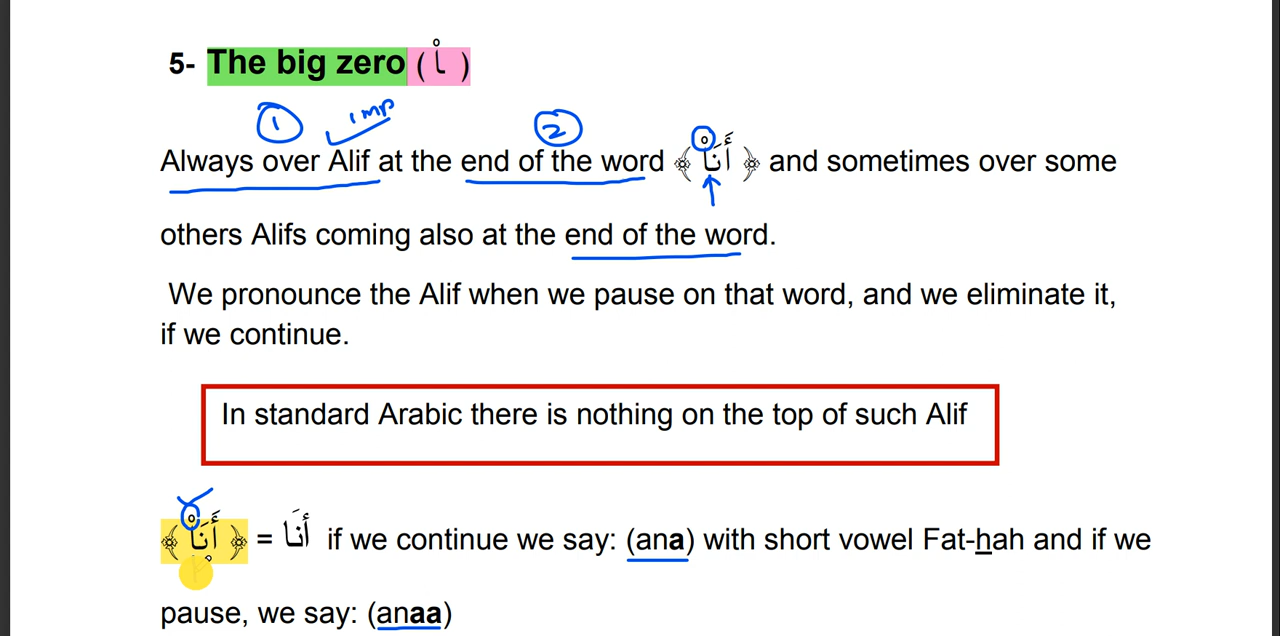 5- The big zero ( اْ )
1 imp 2
Always over Alif at the end of the word ﴿ أَنَا۠ ﴾ and sometimes over some
others Alifs coming also at the end of the word.
We pronounce the Alif when we pause on that word, and we eliminate it,
if we continue.
In standard Arabic there is nothing on the top of such Alif
﴿ أَنَا۠ ﴾ = أَنَا if we continue we say: (ana) with short vowel Fat-hah and if we
pause, we say: (anaa)